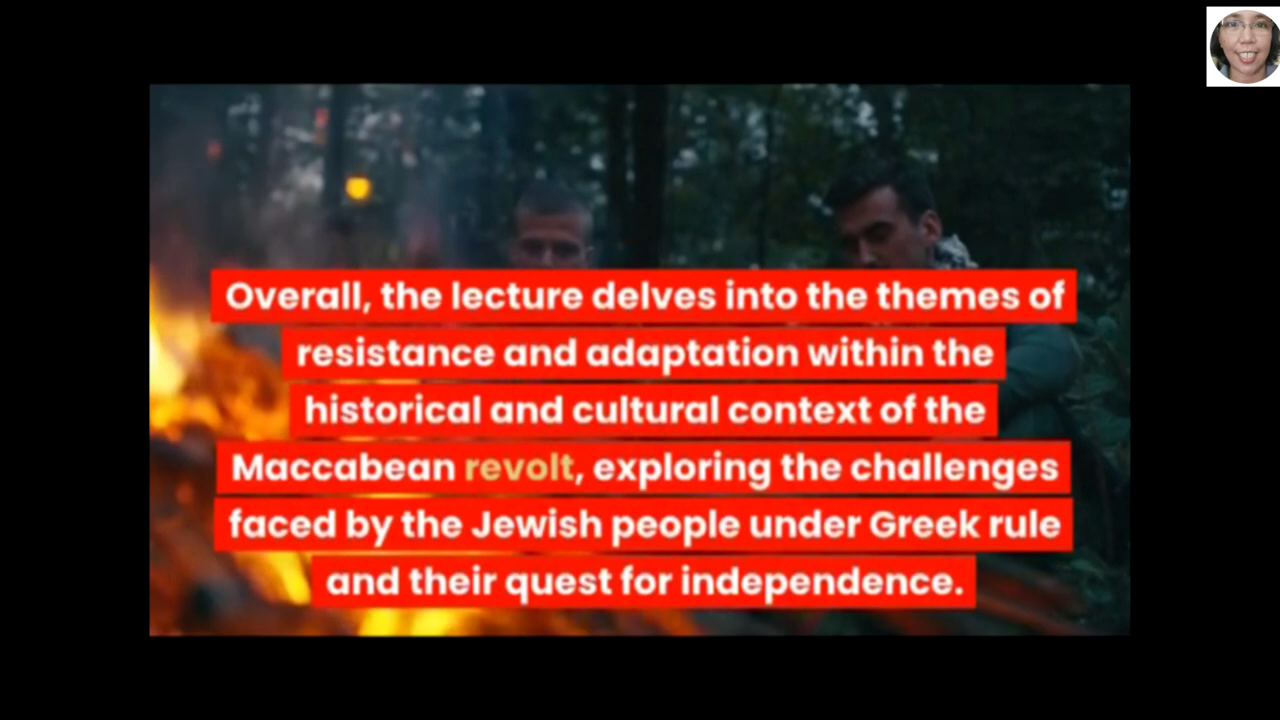 Overall, the lecture delves into the themes of
resistance and adaptation within the
historical and cultural context of the
Maccabean revolt, exploring the challenges
faced by the Jewish people under Greek rule
and their quest for independence.